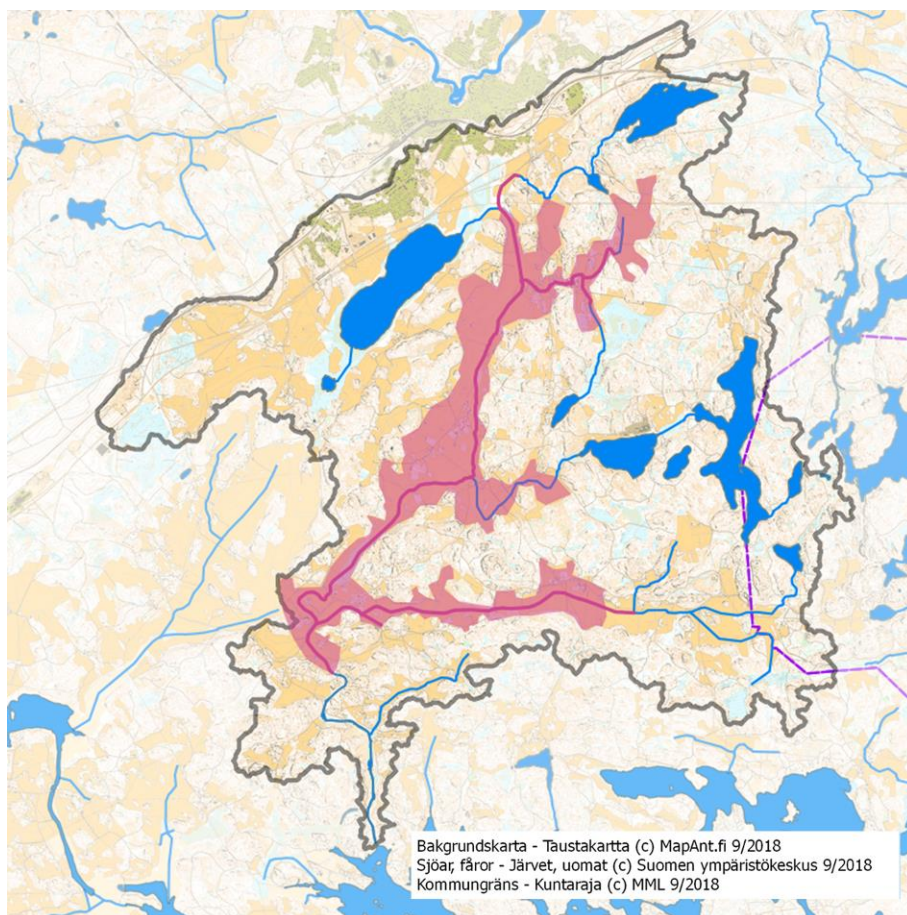 Bakgrundskarta - Taustakartta (c) MapAnt.fi 9/2018
Sjöar, fåror - Järvet, uomat (c) Suomen ympäristökeskus 9/2018
Kommungräns - Kuntaraja (c) MML 9/2018